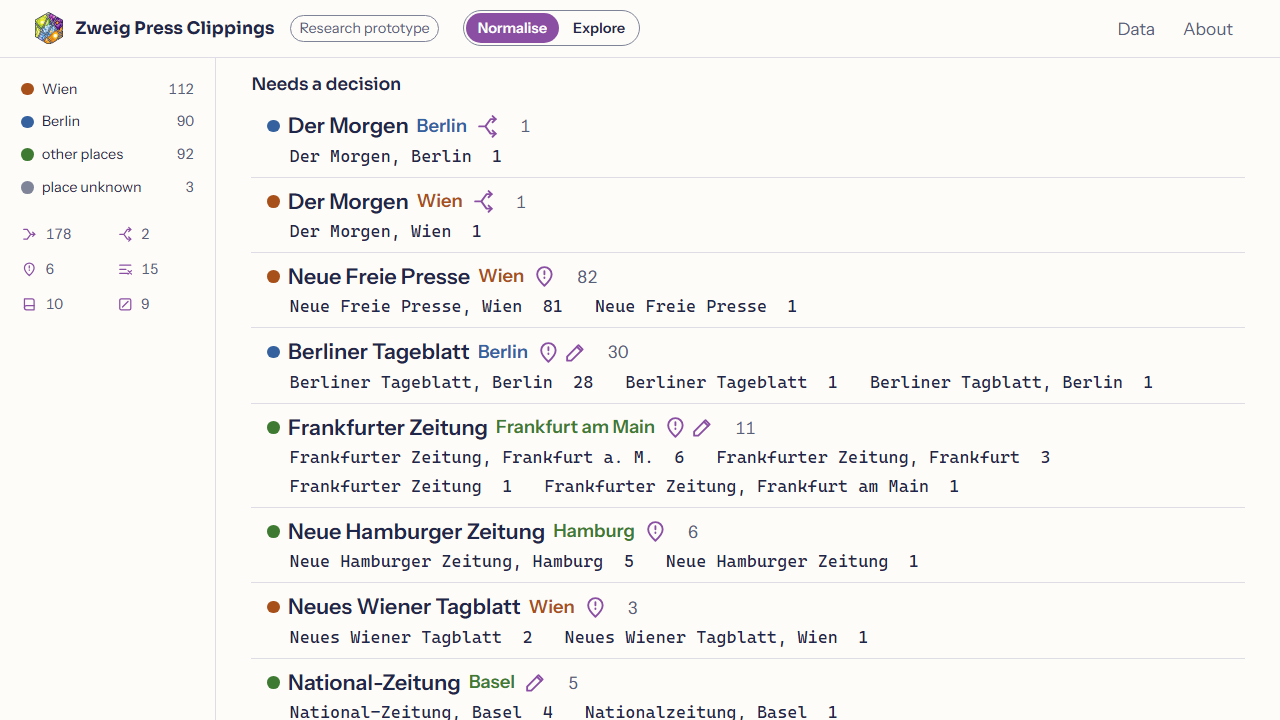 Zweig Press Clippings Research prototype Normalise Explore Data About
Wien 112
Berlin 90
other places 92
place unknown 3
178 2
6 15
10 9
Needs a decision
Der Morgen Berlin 1
Der Morgen, Berlin 1
Der Morgen Wien 1
Der Morgen, Wien 1
Neue Freie Presse Wien 82
Neue Freie Presse, Wien 81 Neue Freie Presse 1
Berliner Tageblatt Berlin 30
Berliner Tageblatt, Berlin 28 Berliner Tageblatt 1 Berliner Tagblatt, Berlin 1
Frankfurter Zeitung Frankfurt am Main 11
Frankfurter Zeitung, Frankfurt a. M. 6 Frankfurter Zeitung, Frankfurt 3
Frankfurter Zeitung 1 Frankfurter Zeitung, Frankfurt am Main 1
Neue Hamburger Zeitung Hamburg 6
Neue Hamburger Zeitung, Hamburg 5 Neue Hamburger Zeitung 1
Neues Wiener Tagblatt Wien 3
Neues Wiener Tagblatt 2 Neues Wiener Tagblatt, Wien 1
National-Zeitung Basel 5
National-Zeitung, Basel 4 Nationalzeitung, Basel 1